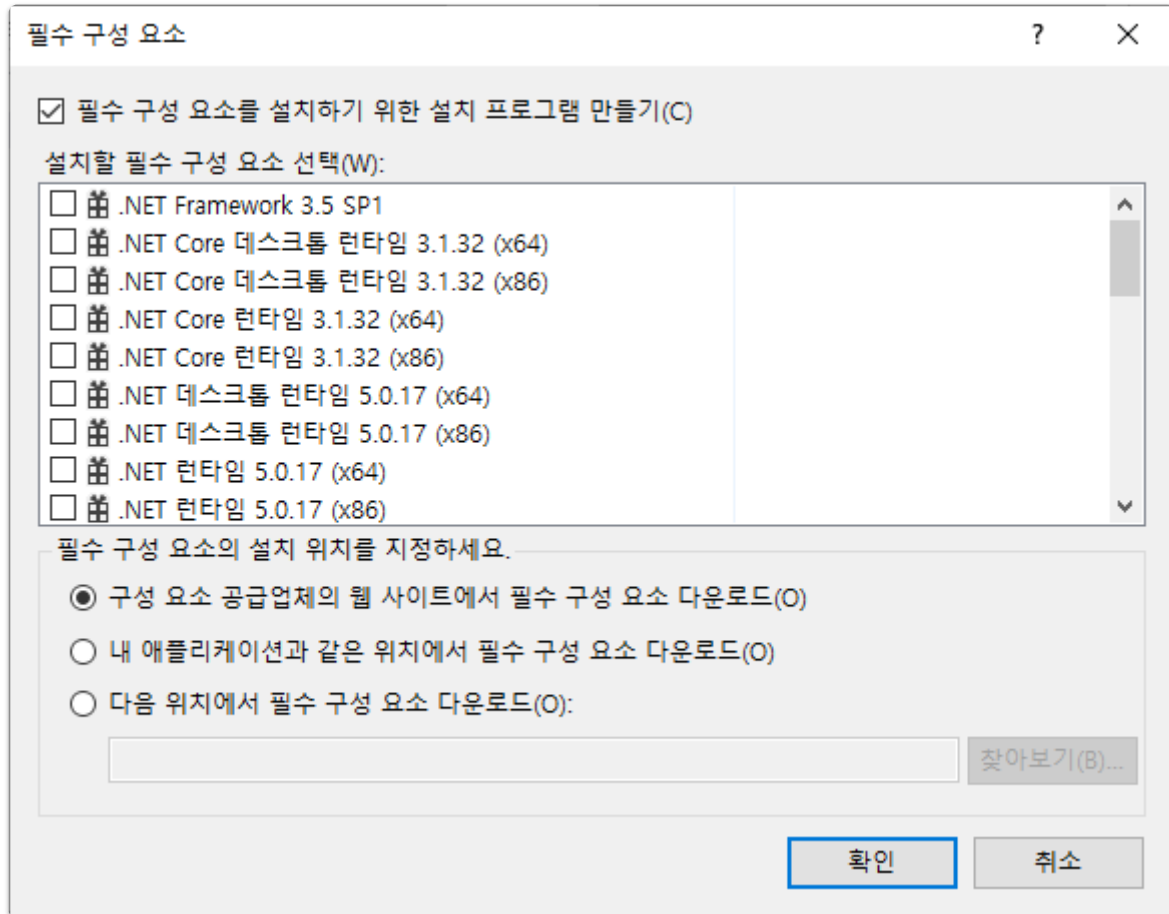 필수 구성 요소
?
필수 구성 요소를 설치하기 위한 설치 프로그램 만들기(C)
설치할 필수 구성 요소 선택(W):
.NET Framework 3.5 SP1
.NET Core 데스크톱 런타임 3.1.32 (x64)
.NET Core 데스크톱 런타임 3.1.32 (x86)
.NET Core 런타임 3.1.32 (x64)
.NET Core 런타임 3.1.32 (x86)
.NET 데스크톱 런타임 5.0.17 (x64)
.NET 데스크톱 런타임 5.0.17 (x86)
.NET 런타임 5.0.17 (x64)
.NET 런타임 5.0.17 (x86)
필수 구성 요소의 설치 위치를 지정하세요.
구성 요소 공급업체의 웹 사이트에서 필수 구성 요소 다운로드(O)
내 애플리케이션과 같은 위치에서 필수 구성 요소 다운로드(O)
다음 위치에서 필수 구성 요소 다운로드(O):
찾아보기(B)...
확인
취소